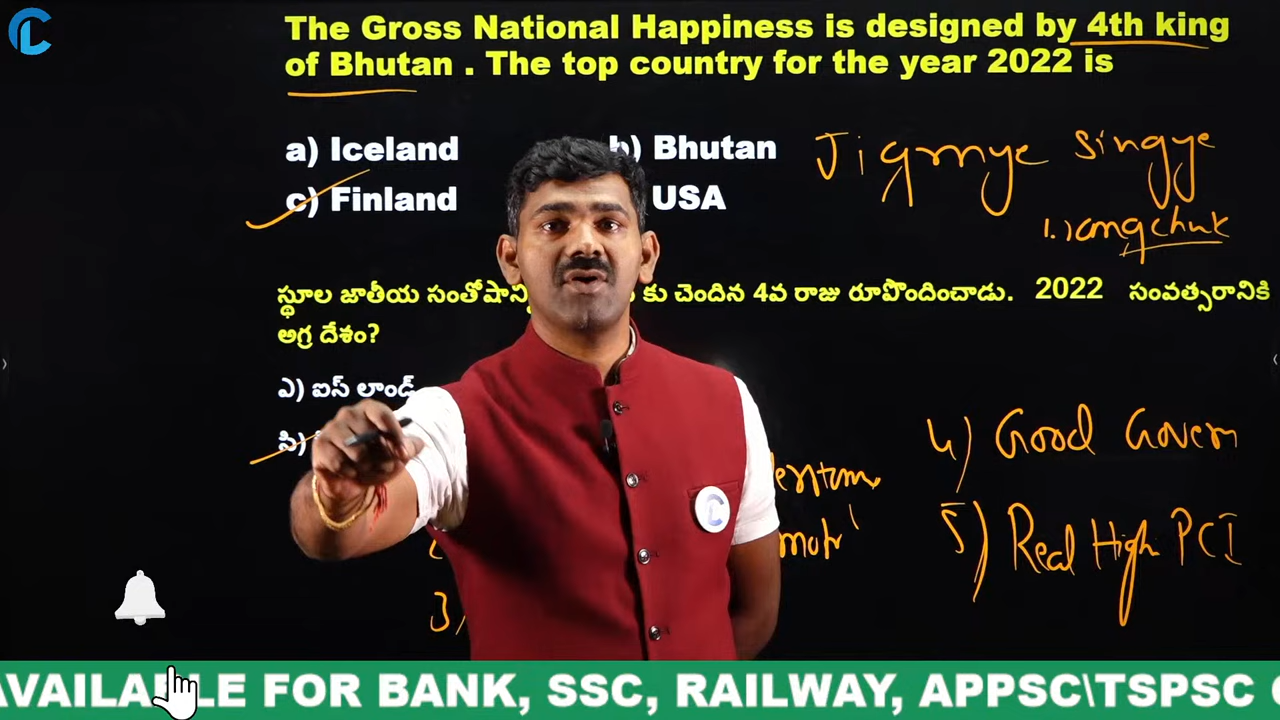 The Gross National Happiness is designed by 4th king
of Bhutan . The top country for the year 2022 is
a) Iceland b) Bhutan
c) Finland USA
Jigmye Singye
Wangchuk
స్థూల జాతీయ కు చెందిన 4వ రాజు రూపొందించాడు. 2022 సంవత్సరానికి
అగ్ర దేశం?
ఎ) ఐస్ లాండ్
సి)
4) Good Govern
5) Real High PCI
3)
FOR BANK, SSC, RAILWAY, APPSC\TSPSC